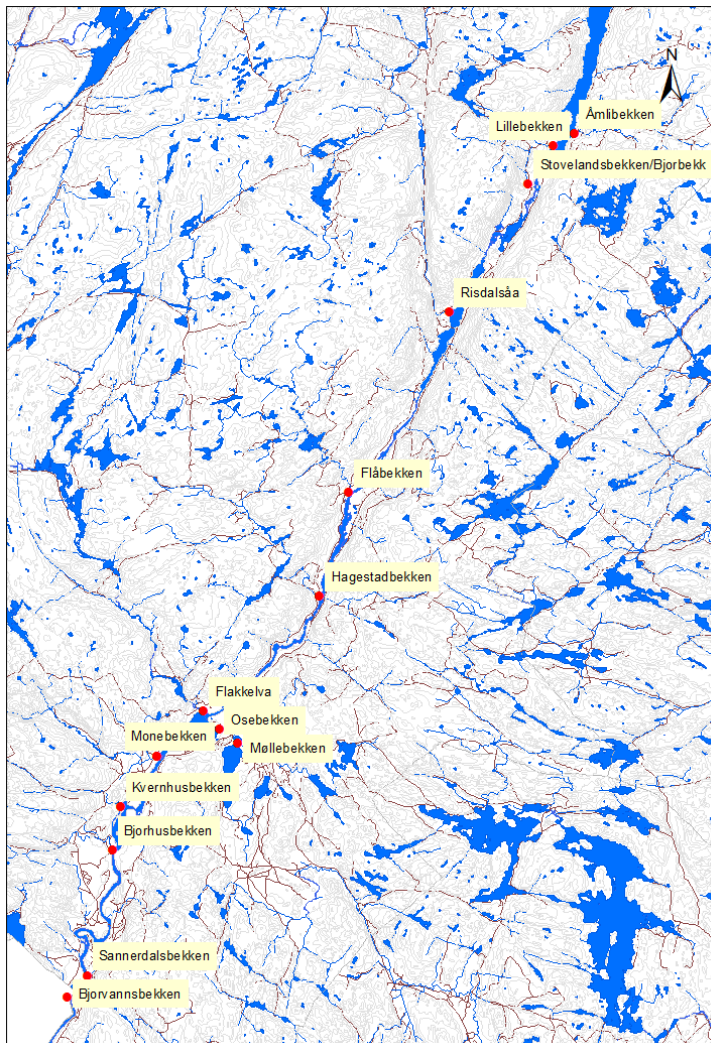 N
Åmlibekken
Lillebekken
Stovelandsbekken/Bjorbekk
Risdalsåa
Flåbekken
Hagestadbekken
Flakkelva
Osebekken
Monebekken
Møllebekken
Kvernhusbekken
Bjorhusbekken
Sannerdalsbekken
Bjorvannsbekken